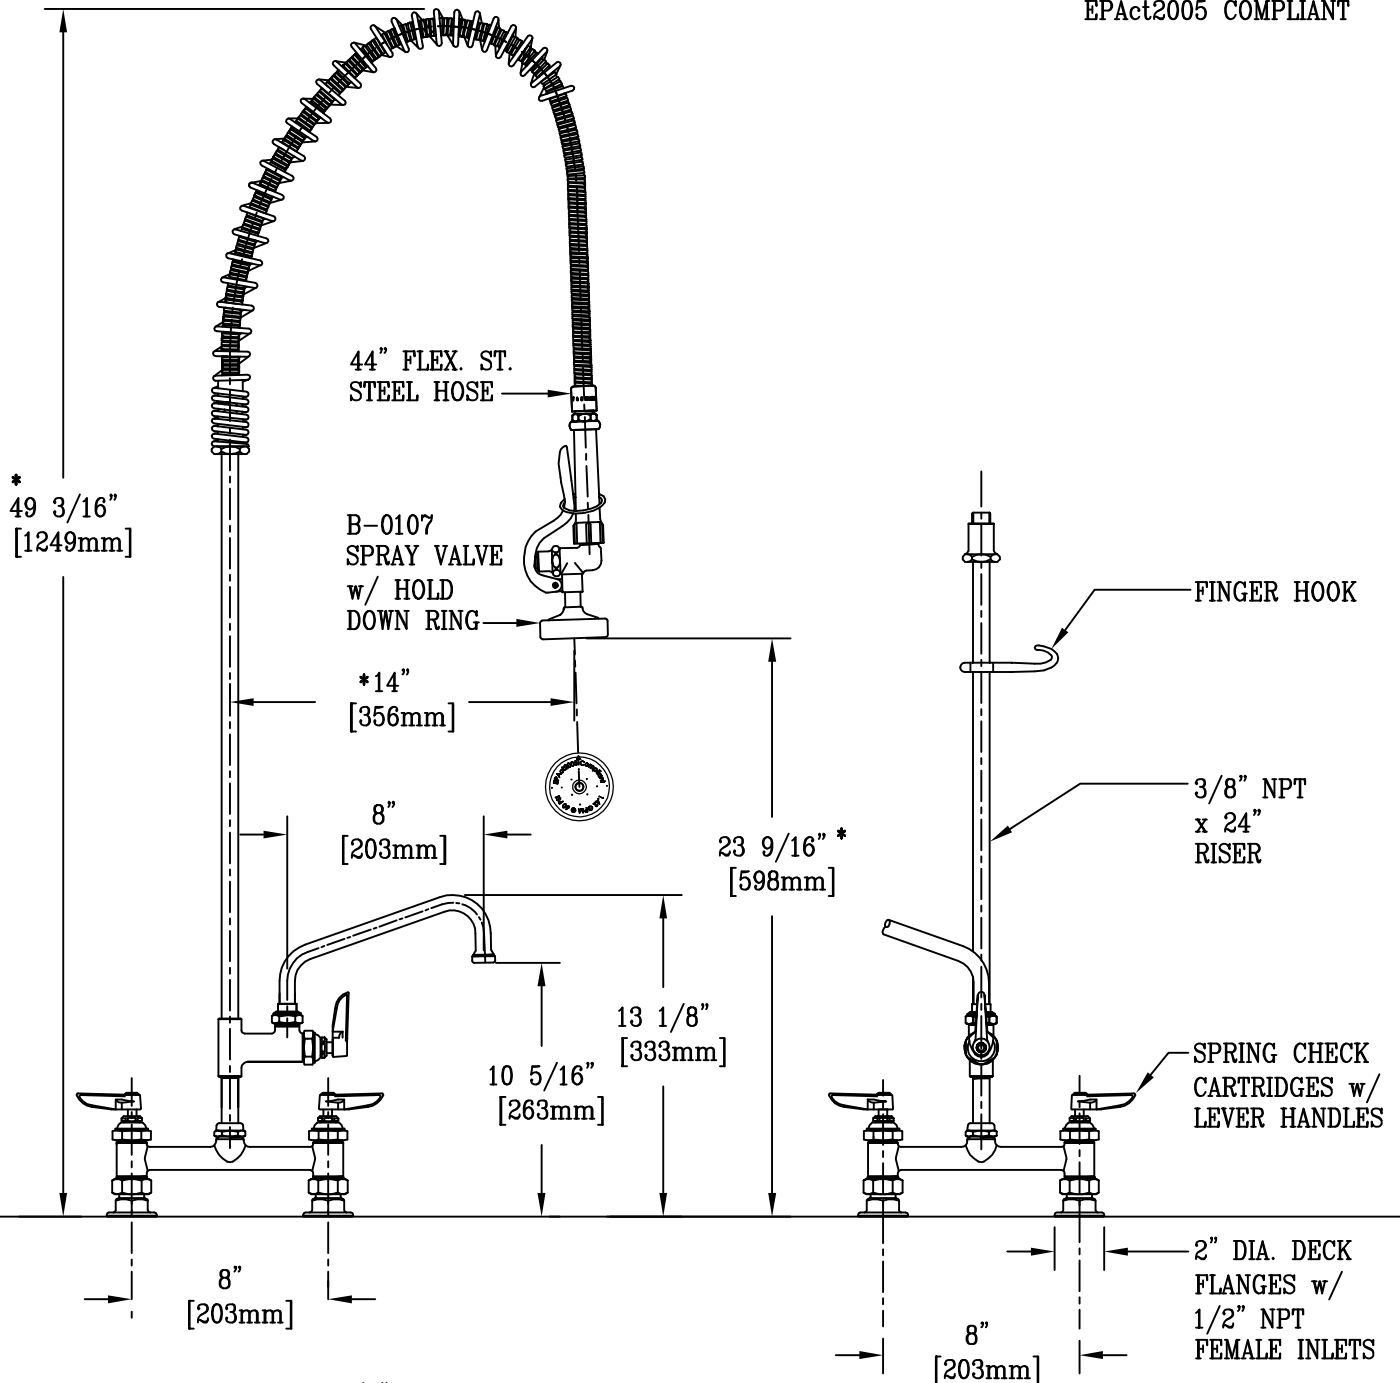 EPAct2005 COMPLIANT
44" FLEX. ST.
STEEL HOSE
*
49 3/16"
[1249mm]
B-0107
SPRAY VALVE
w/ HOLD
DOWN RING
FINGER HOOK
*14"
[356mm]
3/8" NPT
x 24"
RISER
8"
[203mm]
23 9/16" *
[598mm]
13 1/8"
[333mm]
10 5/16"
[263mm]
SPRING CHECK
CARTRIDGES w/
LEVER HANDLES
2" DIA. DECK
FLANGES w/
1/2" NPT
FEMALE INLETS
8"
[203mm]
8"
[203mm]